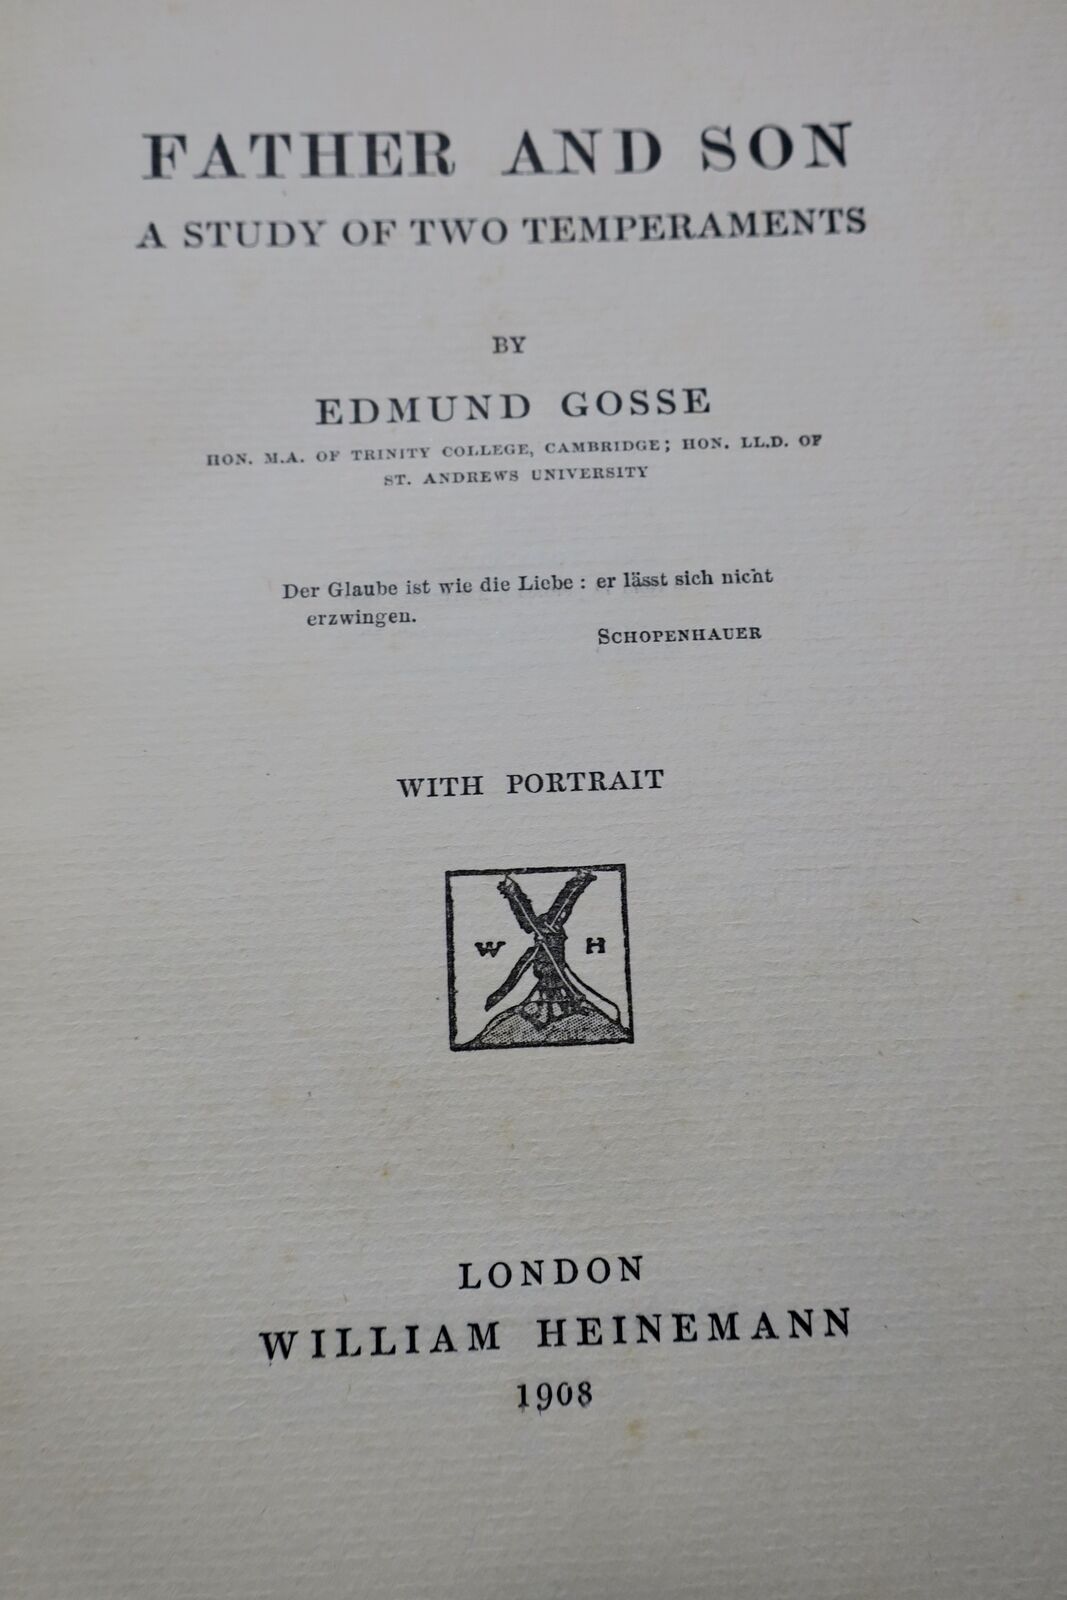 FATHER AND SON
A STUDY OF TWO TEMPERAMENTS
BY
EDMUND GOSSE
HON. M.A. OF TRINITY COLLEGE, CAMBRIDGE; HON. LL.D. OF
ST. ANDREWS UNIVERSITY
Der Glaube ist wie die Liebe : er lässt sich nicht
erzwingen.
SCHOPENHAUER
WITH PORTRAIT
W H
LONDON
WILLIAM HEINEMANN
1908